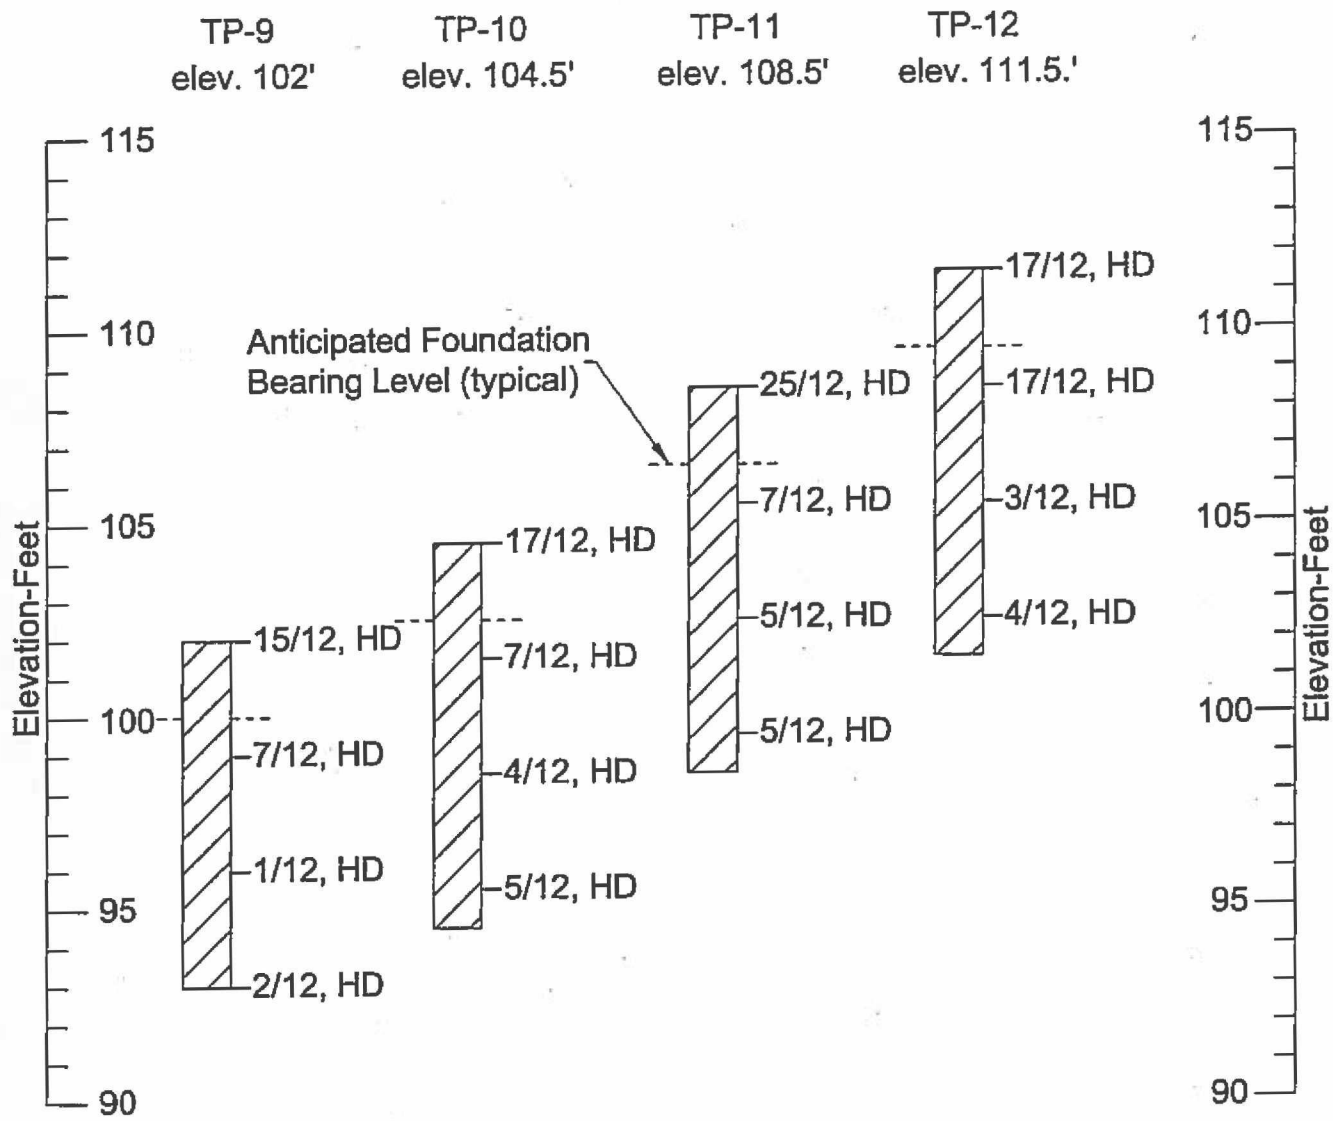 TP-9
elev. 102'
TP-10
elev. 104.5'
TP-11
elev. 108.5'
TP-12
elev. 111.5.'
115
110
105
100
95
90
Elevation-Feet
15/12, HD
7/12, HD
1/12, HD
2/12, HD
Anticipated Foundation
Bearing Level (typical)
17/12, HD
7/12, HD
4/12, HD
5/12, HD
25/12, HD
7/12, HD
5/12, HD
5/12, HD
17/12, HD
17/12, HD
3/12, HD
4/12, HD
115
110
105
100
95
90
Elevation-Feet